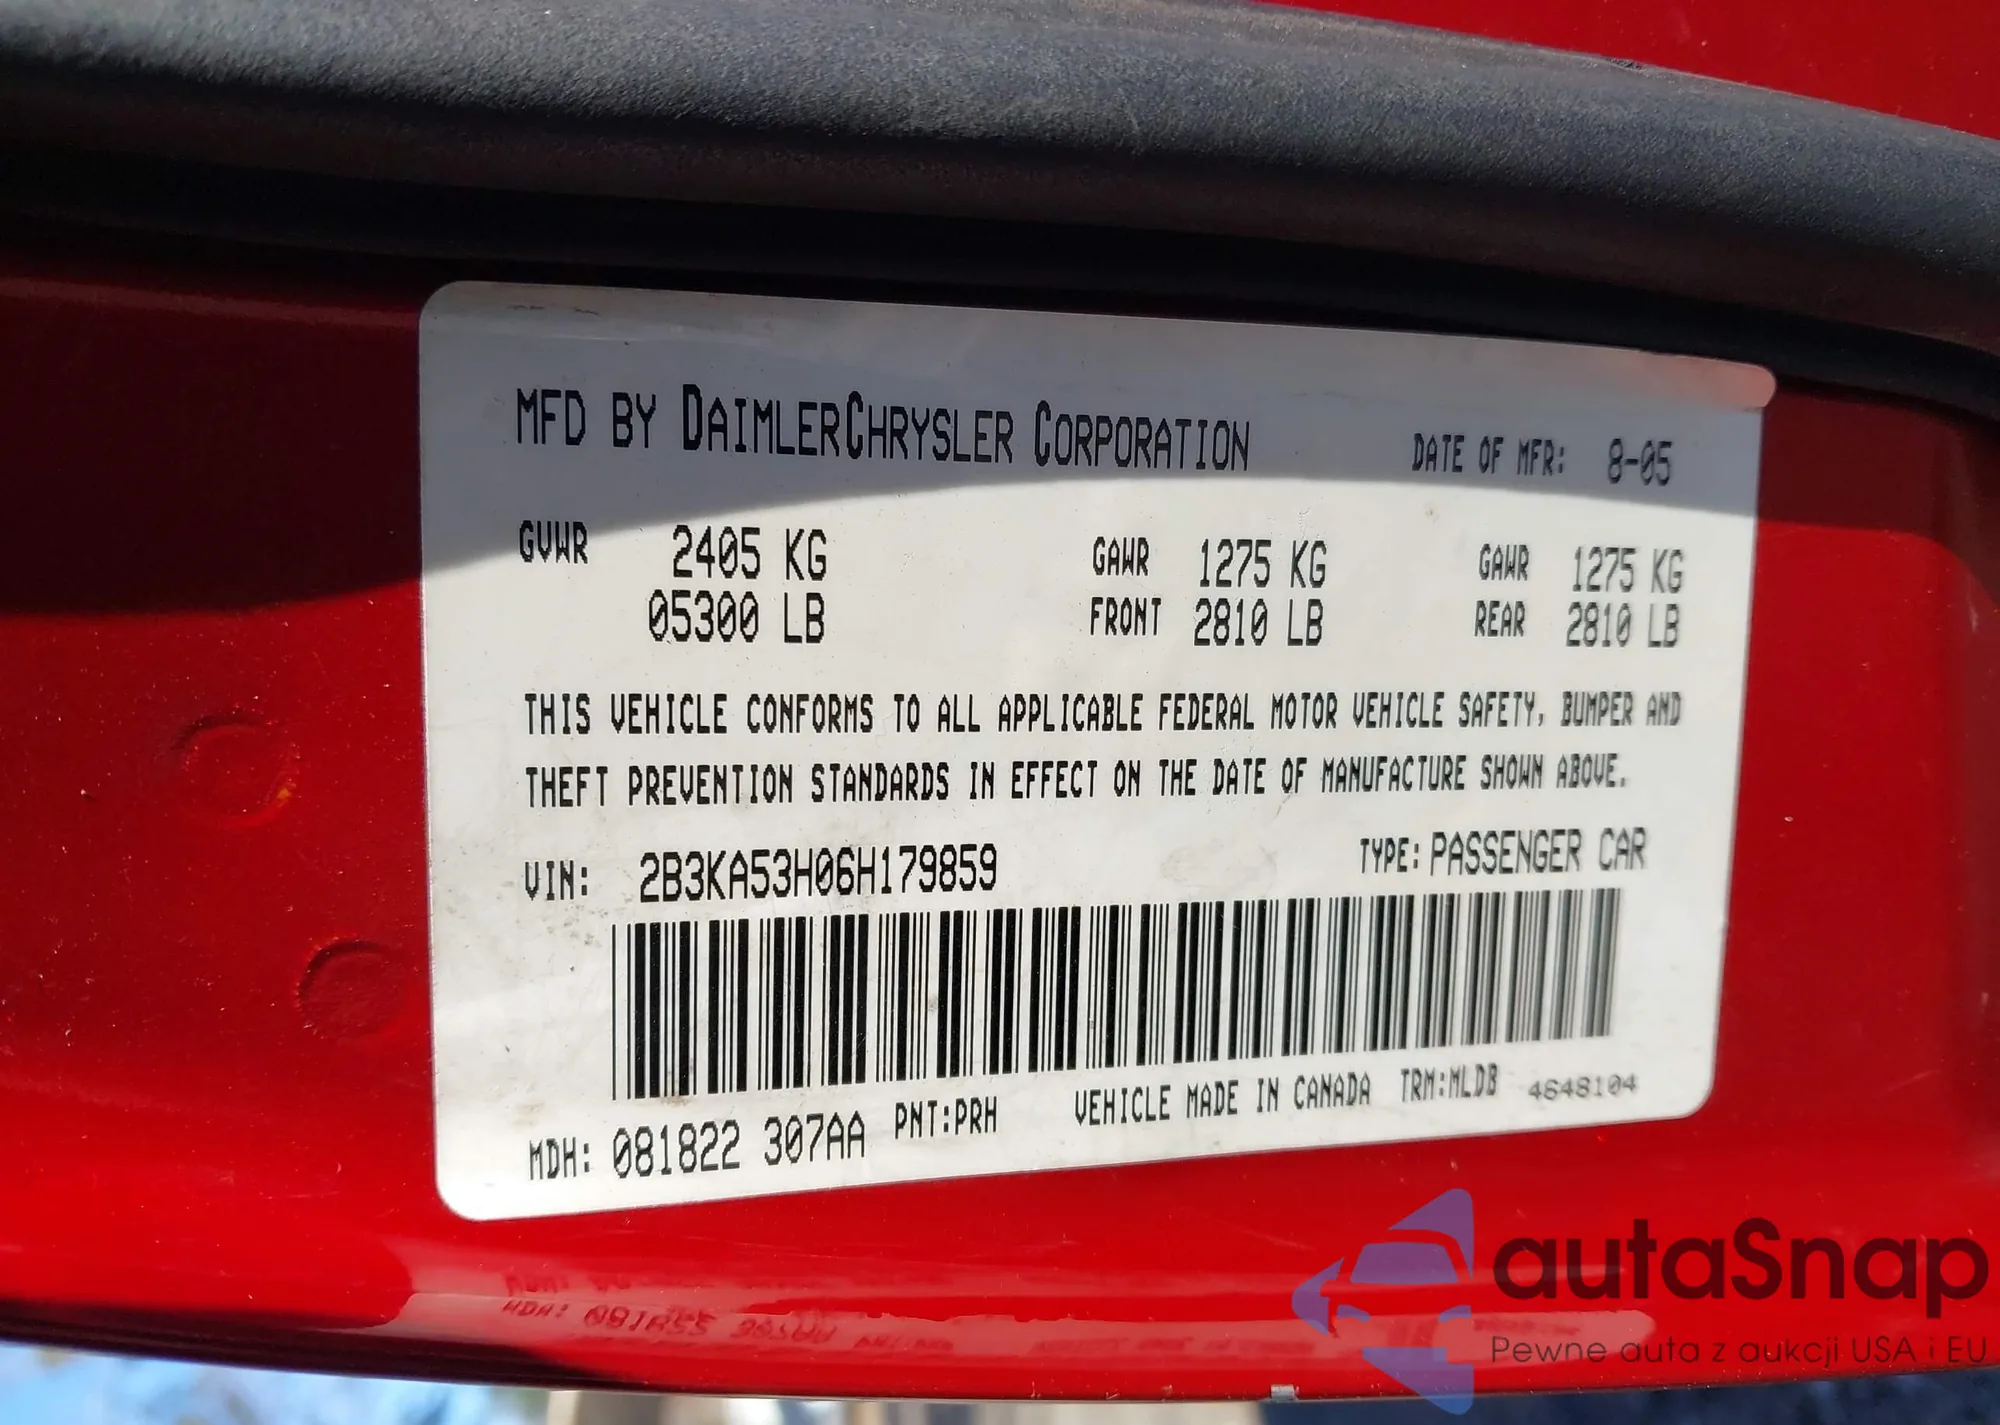 MFD BY DAIMLERCHRYSLER CORPORATION DATE OF MFR: 8-05
GVWR 2405 KG GAWR 1275 KG GAWR 1275 KG
05300 LB FRONT 2810 LB REAR 2810 LB
THIS VEHICLE CONFORMS TO ALL APPLICABLE FEDERAL MOTOR VEHICLE SAFETY, BUMPER AND
THEFT PREVENTION STANDARDS IN EFFECT ON THE DATE OF MANUFACTURE SHOWN ABOVE.
VIN: 2B3KA53H06H179859 TYPE: PASSENGER CAR
MDH: 081822 307AA PNT:PRH VEHICLE MADE IN CANADA TRM:MLDB 4648104
autaSnap
Pewne auta z aukcji USA i EU